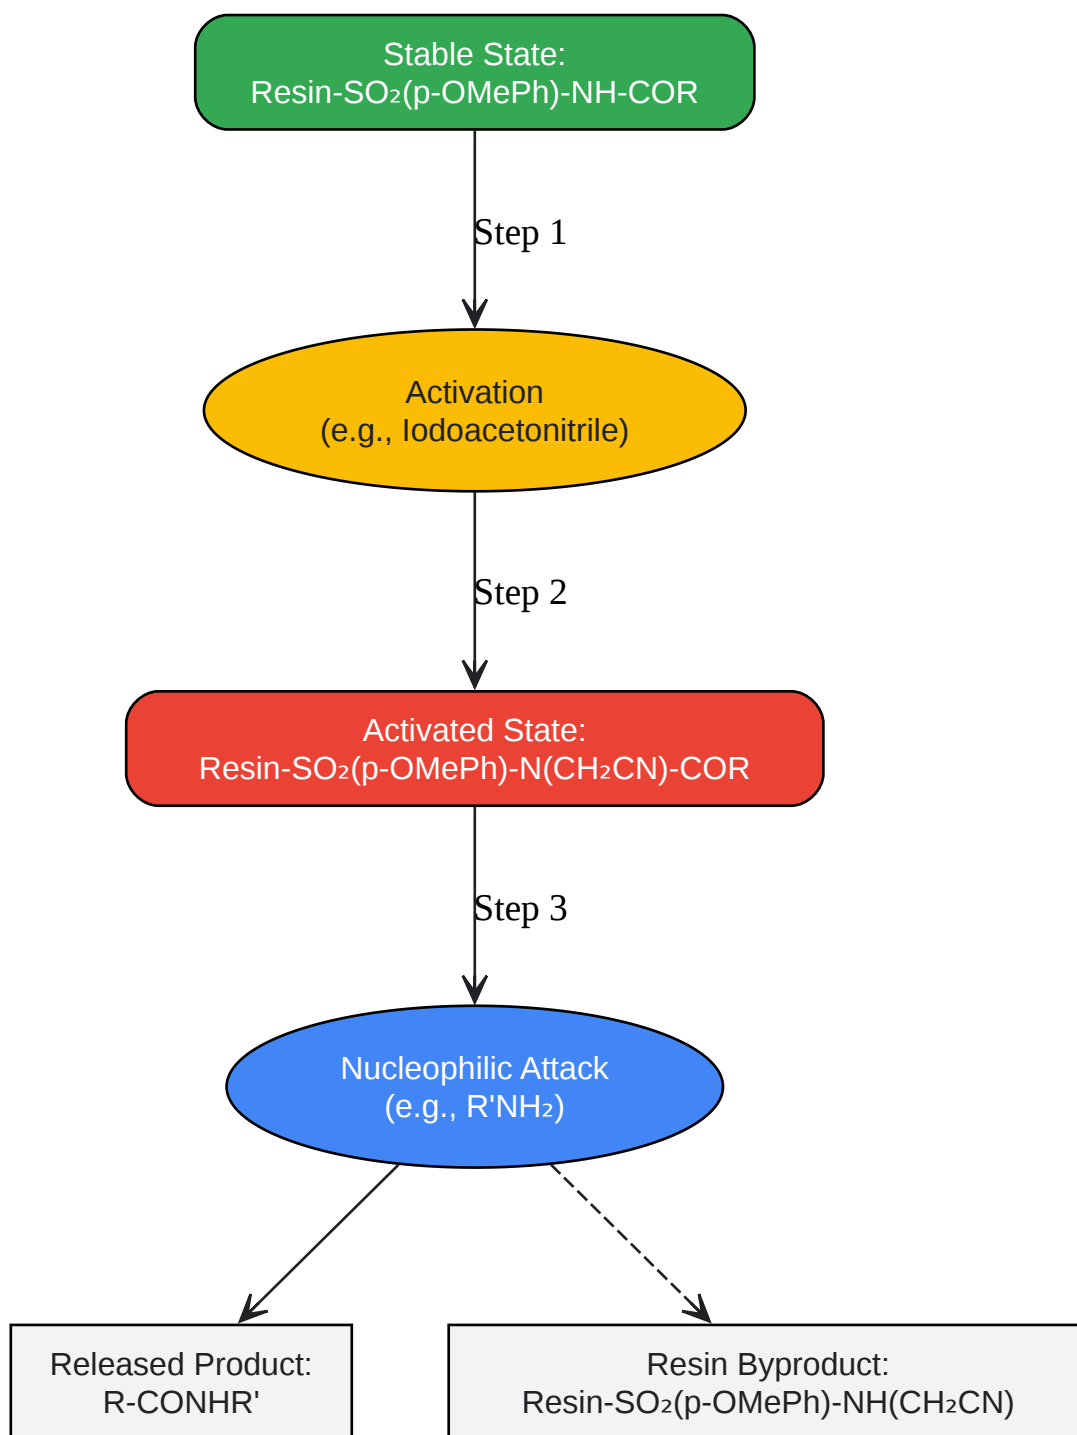 Stable State:
Resin-SO₂(p-OMePh)-NH-COR
Step 1
Activation
(e.g., Iodoacetonitrile)
Step 2
Activated State:
Resin-SO₂(p-OMePh)-N(CH₂CN)-COR
Step 3
Nucleophilic Attack
(e.g., R'NH₂)
Released Product:
R-CONHR'
Resin Byproduct:
Resin-SO₂(p-OMePh)-NH(CH₂CN)